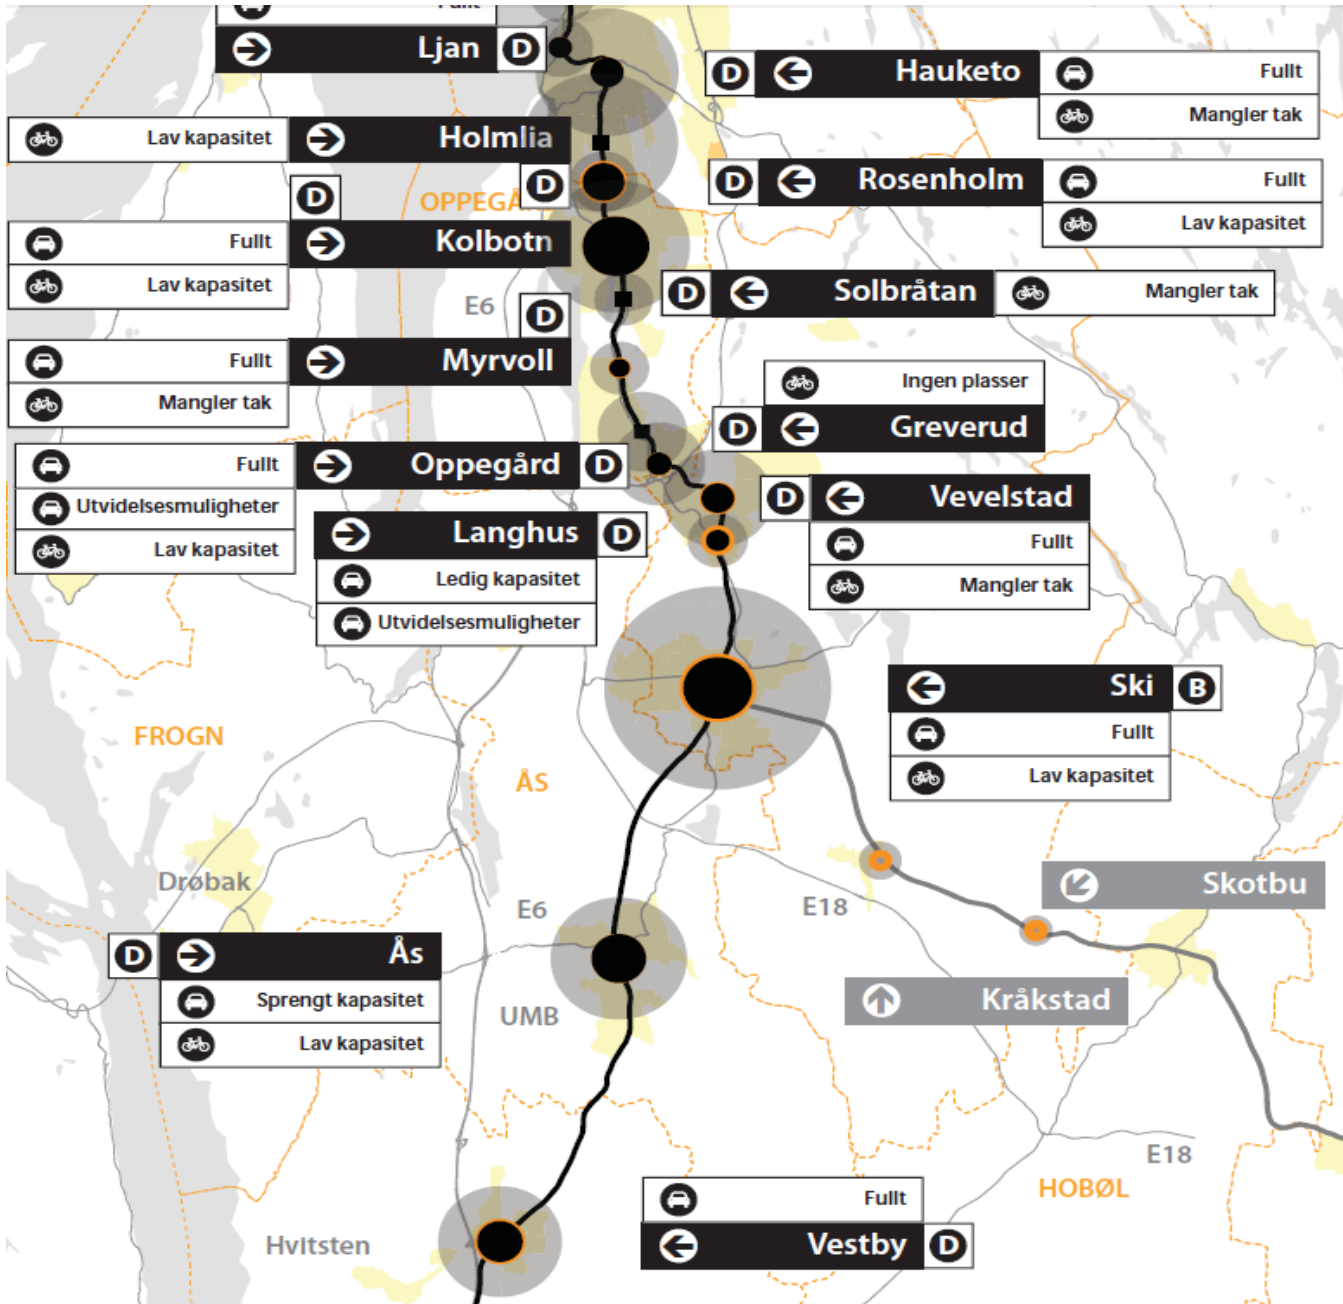 Fullt
Ljan D
D Hauketo Fullt
Mangler tak
Lav kapasitet Holmlia
D
D Rosenholm Fullt
Lav kapasitet
D
OPPEGÅ
Fullt Kolbotn
Lav kapasitet
D Solbråtan Mangler tak
E6
D
Fullt Myrvoll
Mangler tak
Ingen plasser
D Greverud
Fullt Oppegård D
Utvidelsesmuligheter
Lav kapasitet
D Vevelstad
Fullt
Mangler tak
Langhus D
Ledig kapasitet
Utvidelsesmuligheter
Ski B
Fullt
Lav kapasitet
FROGN
ÅS
Drøbak
E6
E18
Skotbu
D Ås
Sprengt kapasitet
Lav kapasitet
UMB
Kråkstad
E18
HOBØL
Fullt
Vestby D
Hvitsten